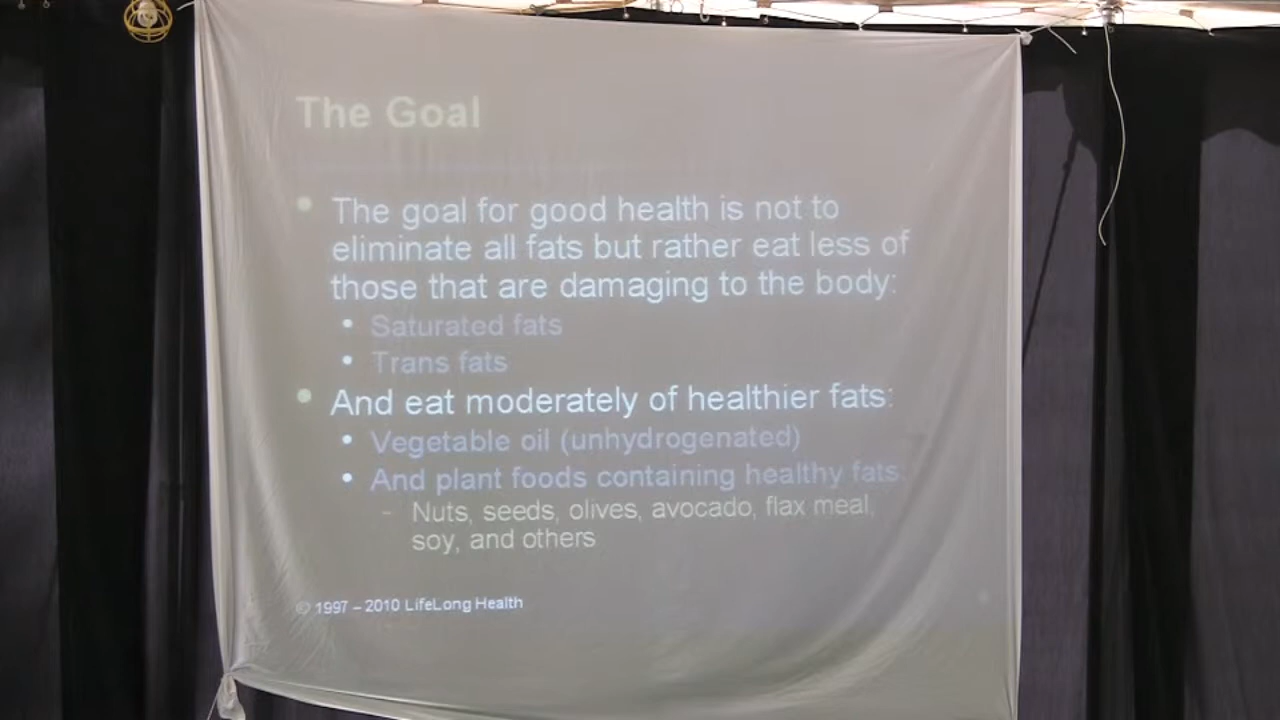 The Goal
• The goal for good health is not to
eliminate all fats but rather eat less of
those that are damaging to the body:
• Saturated fats
• Trans fats
• And eat moderately of healthier fats:
• Vegetable oil (unhydrogenated)
• And plant foods containing healthy fats:
- Nuts, seeds, olives, avocado, flax meal,
soy, and others
© 1997 – 2010 LifeLong Health